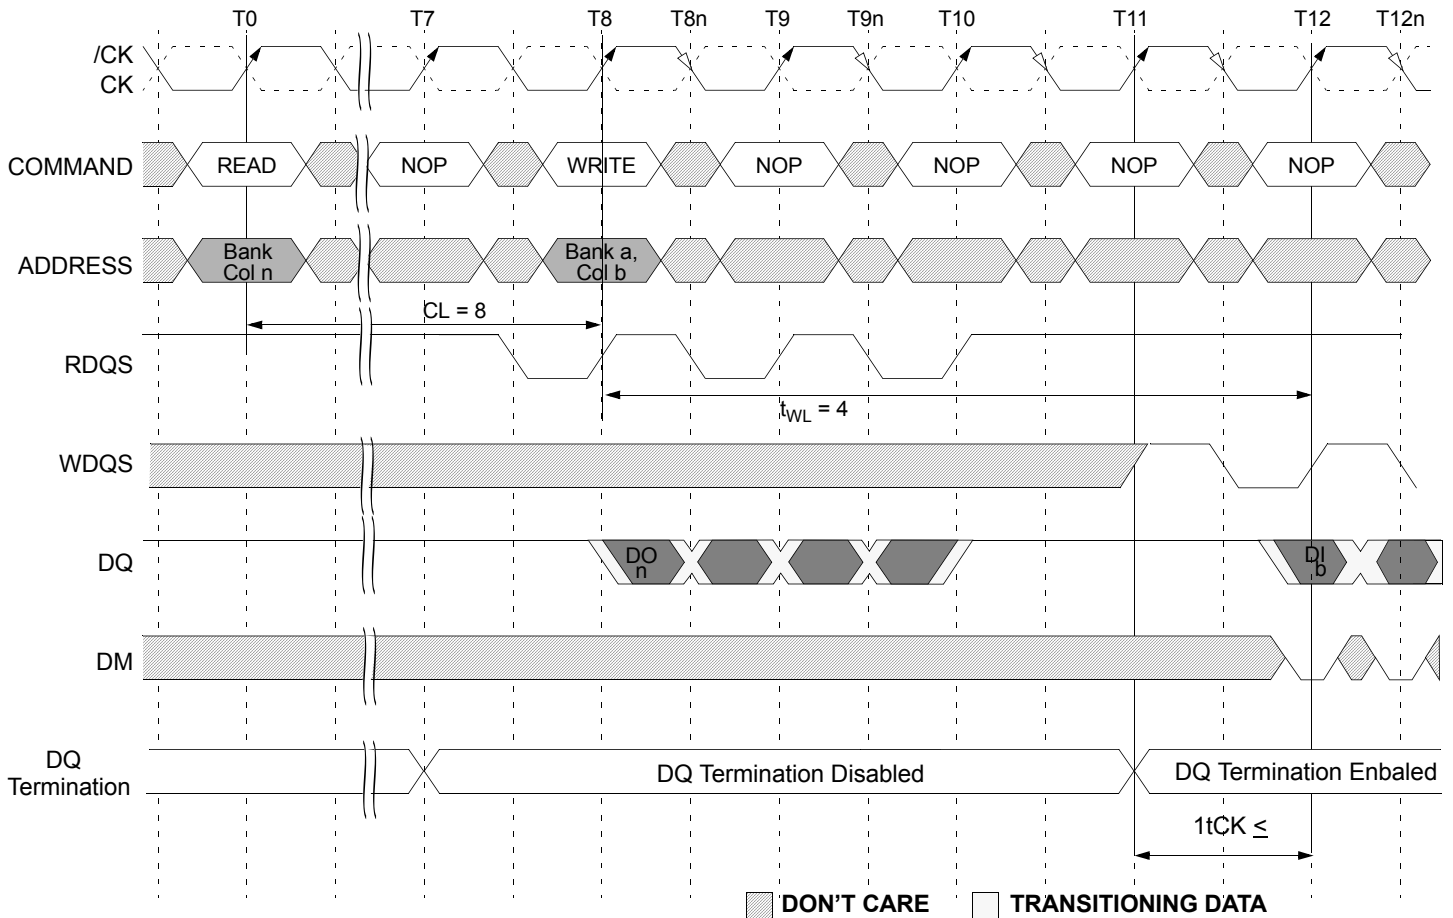 T0 T7 T8 T8n T9 T9n T10 T11 T12 T12n
/CK
CK
COMMAND READ NOP WRITE NOP NOP NOP NOP
ADDRESS Bank Col n Bank a, Col b
CL = 8
RDQS
tWL = 4
WDQS
DQ DO n DI b
DM
DQ Termination DQ Termination Disabled DQ Termination Enbaled
1tCK ≤
DON'T CARE TRANSITIONING DATA